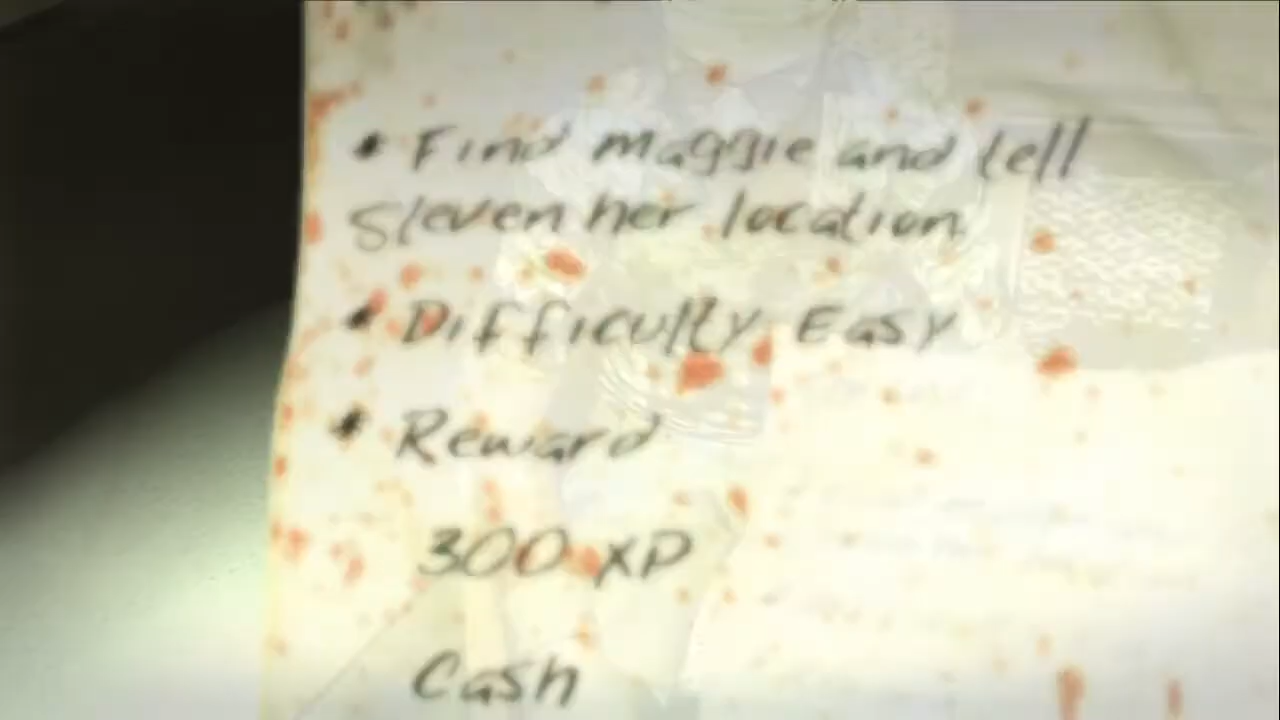 • Find maggie and tell
Steven her location.
• Difficulty Easy
• Reward
300 XP
Cash